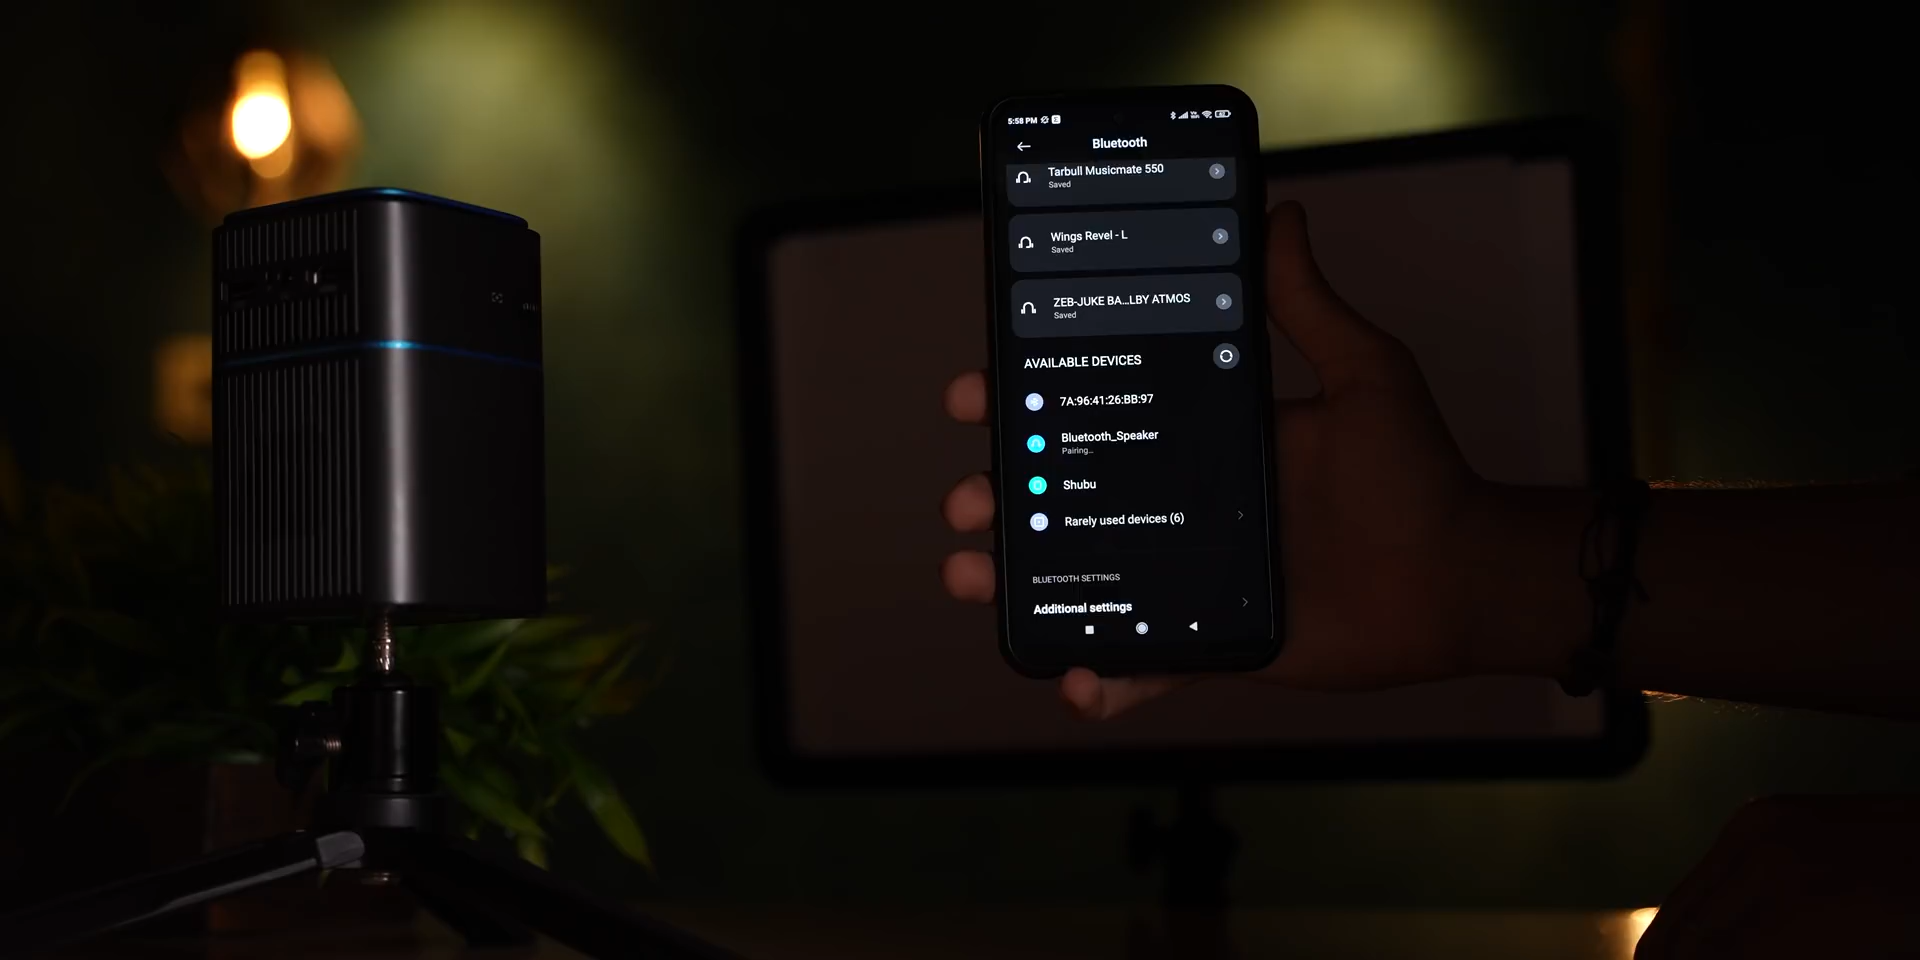 5:58 PM
Bluetooth
Tarbull Musicmate 550
Saved
Wings Revel - L
Saved
ZEB-JUKE BA...LBY ATMOS
Saved
AVAILABLE DEVICES
7A:96:41:26:BB:97
Bluetooth_Speaker
Pairing...
Shubu
Rarely used devices (6)
BLUETOOTH SETTINGS
Additional settings